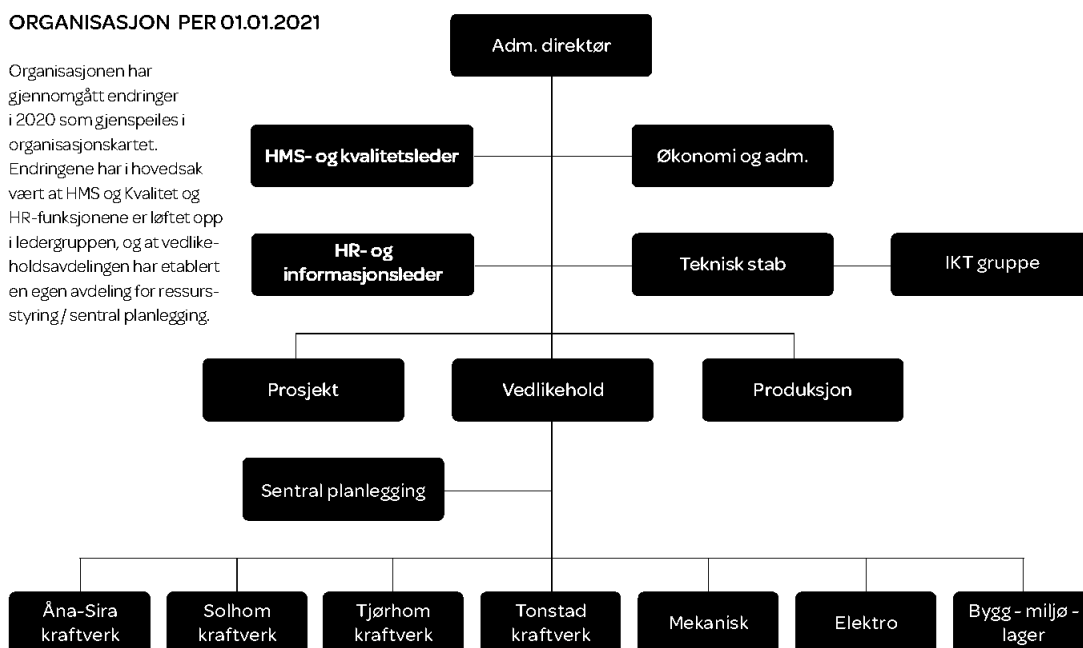 ORGANISASJON PER 01.01.2021
Organisasjonen har
gjennomgått endringer
i 2020 som gjenspeiles i
organisasjonskartet.
Endringene har i hovedsak
vært at HMS og Kvalitet og
HR-funksjonene er løftet opp
i ledergruppen, og at vedlike-
holdsavdelingen har etablert
en egen avdeling for ressurs-
styring / sentral planlegging.
Adm. direktør
HMS- og kvalitetsleder
Økonomi og adm.
HR- og
informasjonsleder
Teknisk stab
IKT gruppe
Prosjekt
Vedlikehold
Produksjon
Sentral planlegging
Åna-Sira
kraftverk
Solhom
kraftverk
Tjørhom
kraftverk
Tonstad
kraftverk
Mekanisk
Elektro
Bygg - miljø -
lager